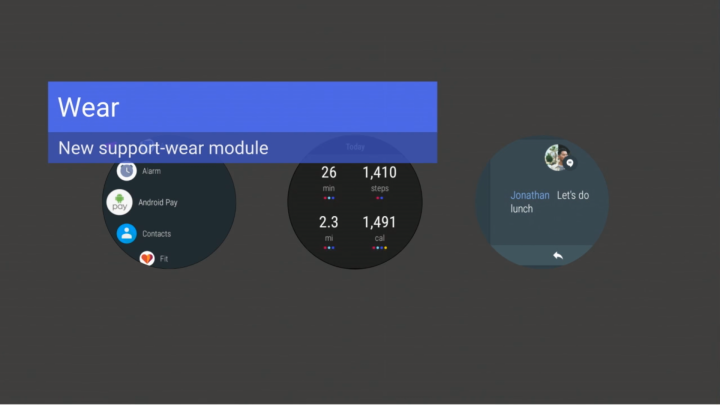 Wear
New support-wear module
Today
Alarm
pay
Android Pay
Contacts
Fit
26
1,410
min
steps
2.3
1,491
mi
cal
Jonathan Let's do
lunch